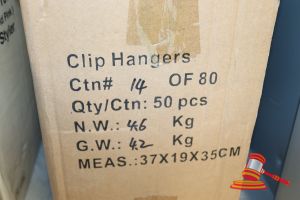 Clip Hangers
Ctn# 14 OF 80
Qty/Ctn: 50 pcs
N.W.: 46 Kg
G.W.: 42 Kg
MEAS.:37X19X35CM